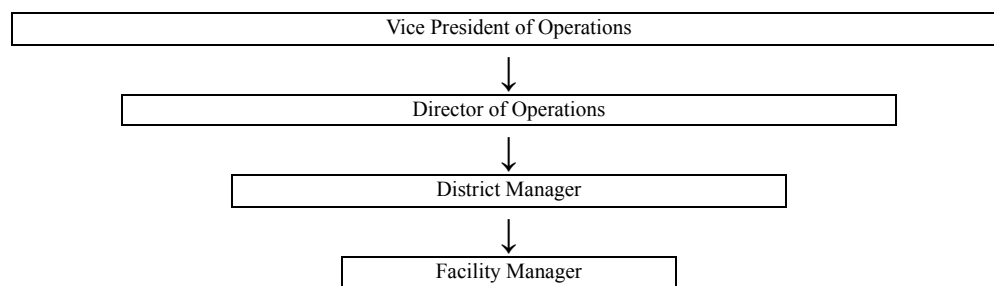 Vice President of Operations
Director of Operations
District Manager
Facility Manager